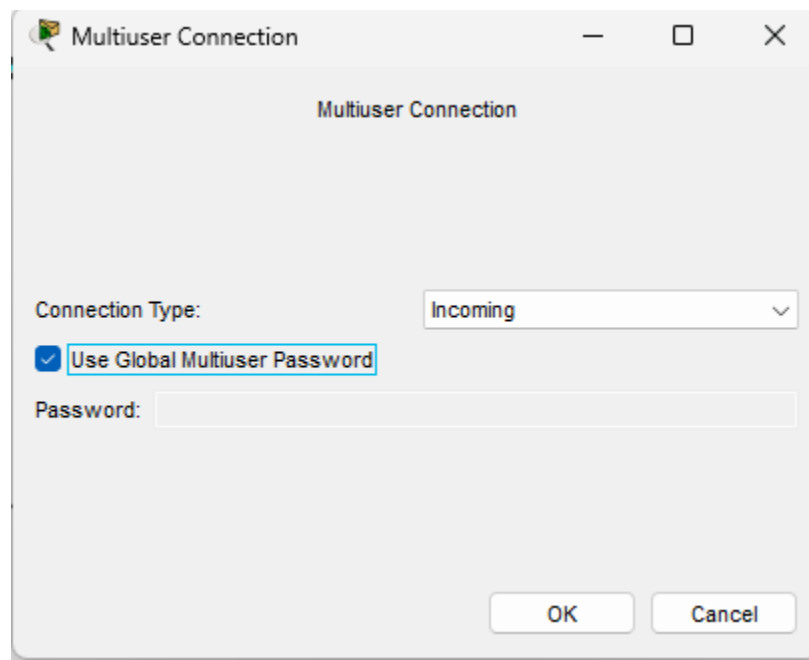 Multiuser Connection
Multiuser Connection
Connection Type: Incoming
Use Global Multiuser Password
Password:
OK Cancel